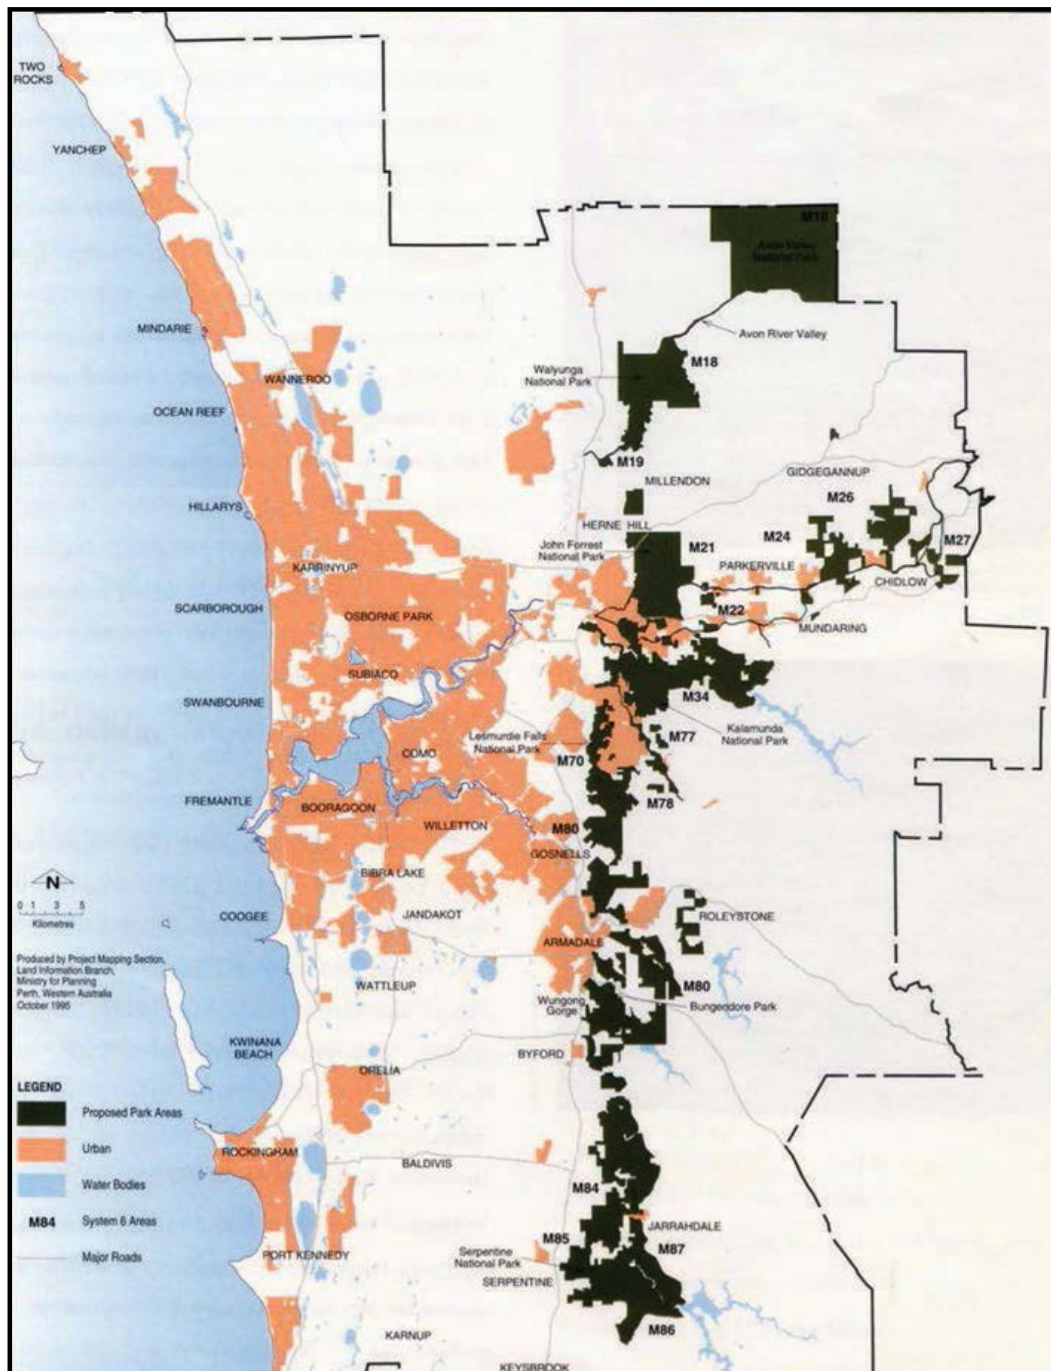 TWO
ROCKS
YANCHEP
M16
Avon Valley
National Park
MINDARIE
Avon River Valley
WANNEROO
Walyunga
National Park
M18
OCEAN REEF
M19
MILLENDON
GIDGEGANNUP
M26
HILLARYS
HERNE HILL
John Forrest
National Park
M21
M24
M27
KARRINYUP
PARKERVILLE
CHIDLOW
SCARBOROUGH
OSBORNE PARK
M22
MUNDARING
SUBIACO
SWANBOURNE
M34
Lesmurdie Falls
National Park
M77
Kalamunda
National Park
COMO
M70
FREMANTLE
BOORAGOON
M78
WILLETTON
M80
GOSNELLS
BIBRA LAKE
N
0 1 3 5
Kilometres
COOGEE
JANDAKOT
ROLEYSTONE
ARMADALE
Produced by Project Mapping Section,
Land Information Branch,
Ministry for Planning
Perth, Western Australia
October 1995
WATTLEUP
M80
Wungong
Gorge
Bungendore Park
KWINANA
BEACH
BYFORD
ORELIA
LEGEND
Proposed Park Areas
Urban
Water Bodies
M84 System 6 Areas
Major Roads
ROCKINGHAM
BALDIVIS
M84
JARRAHDALE
M85
M87
PORT KENNEDY
Serpentine
National Park
SERPENTINE
M86
KARNUP
KEYSBROOK